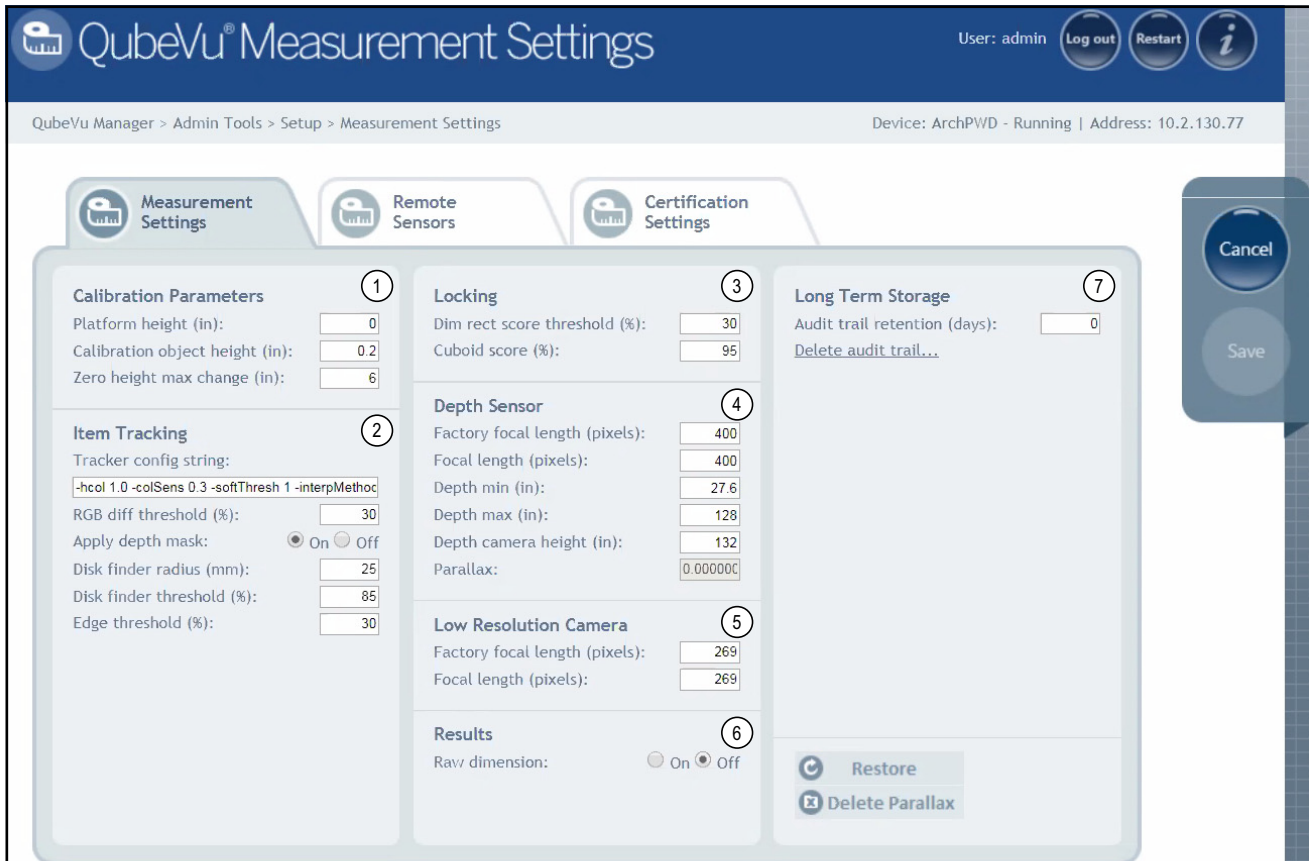 QubeVu® Measurement Settings
User: admin
Log out
Restart
i
QubeVu Manager > Admin Tools > Setup > Measurement Settings
Device: ArchPWD - Running | Address: 10.2.130.77
Measurement
Settings
Remote
Sensors
Certification
Settings
Cancel
Save
Calibration Parameters 1
Platform height (in): 0
Calibration object height (in): 0.2
Zero height max change (in): 6
Item Tracking 2
Tracker config string:
-hcol 1.0 -colSens 0.3 -softThresh 1 -interpMethod
RGB diff threshold (%): 30
Apply depth mask: On Off
Disk finder radius (mm): 25
Disk finder threshold (%): 85
Edge threshold (%): 30
Locking 3
Dim rect score threshold (%): 30
Cuboid score (%): 95
Depth Sensor 4
Factory focal length (pixels): 400
Focal length (pixels): 400
Depth min (in): 27.6
Depth max (in): 128
Depth camera height (in): 132
Parallax: 0.000000
Low Resolution Camera 5
Factory focal length (pixels): 269
Focal length (pixels): 269
Results 6
Raw dimension: On Off
Long Term Storage 7
Audit trail retention (days): 0
Delete audit trail...
Restore
Delete Parallax